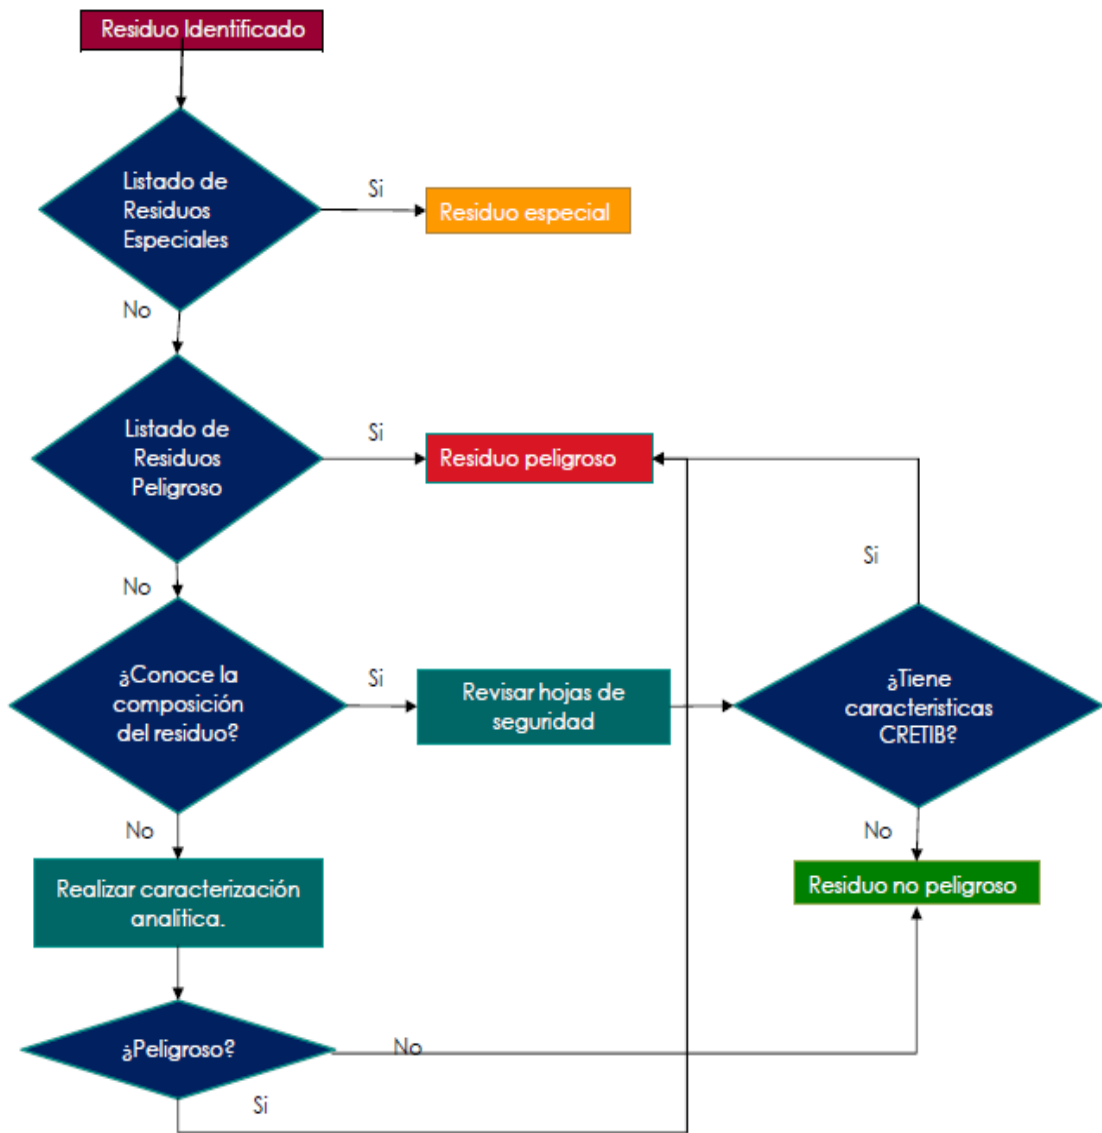 Residuo Identificado
Listado de
Residuos
Especiales
Si
Residuo especial
No
Listado de
Residuos
Peligroso
Si
Residuo peligroso
No
Si
¿Conoce la
composición
del residuo?
Si
Revisar hojas de
seguridad
¿Tiene
caracteristicas
CRETIB?
No
No
Realizar caracterización
analitica.
Residuo no peligroso
¿Peligroso?
No
Si